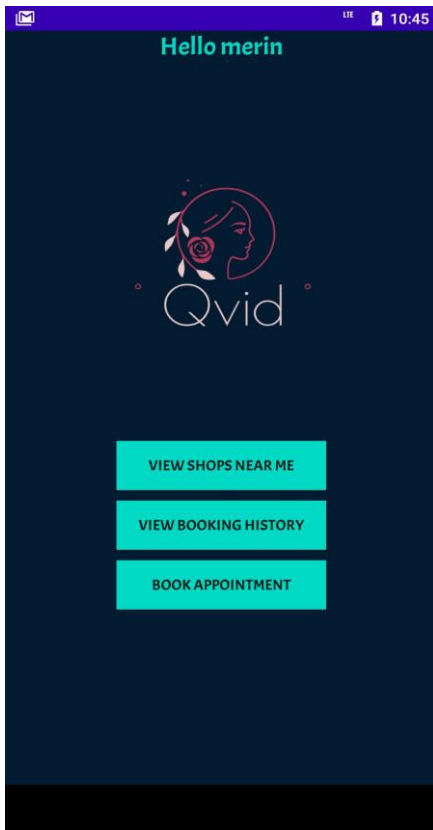 LTE 10:45
Hello merin
Qvid
VIEW SHOPS NEAR ME
VIEW BOOKING HISTORY
BOOK APPOINTMENT